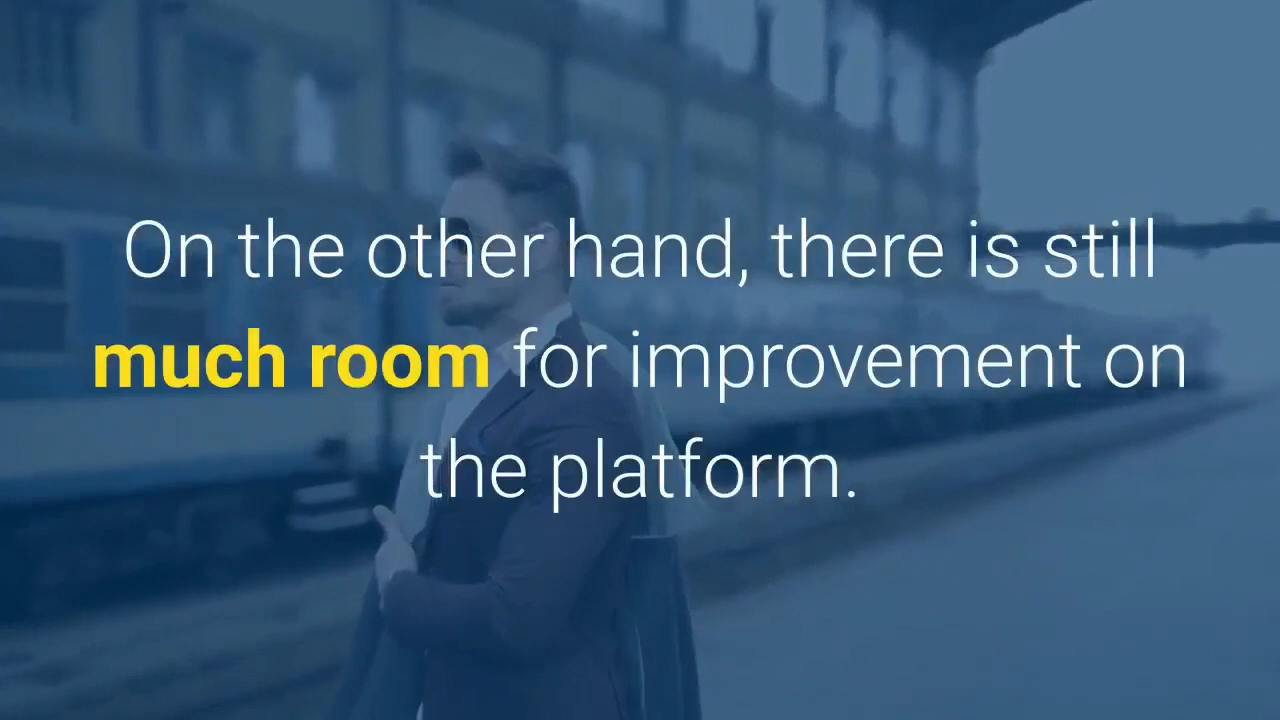 On the other hand, there is still
much room for improvement on
the platform.